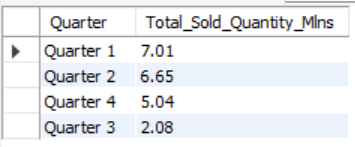 Quarter Total_Sold_Quantity_Mlns
Quarter 1 7.01
Quarter 2 6.65
Quarter 4 5.04
Quarter 3 2.08